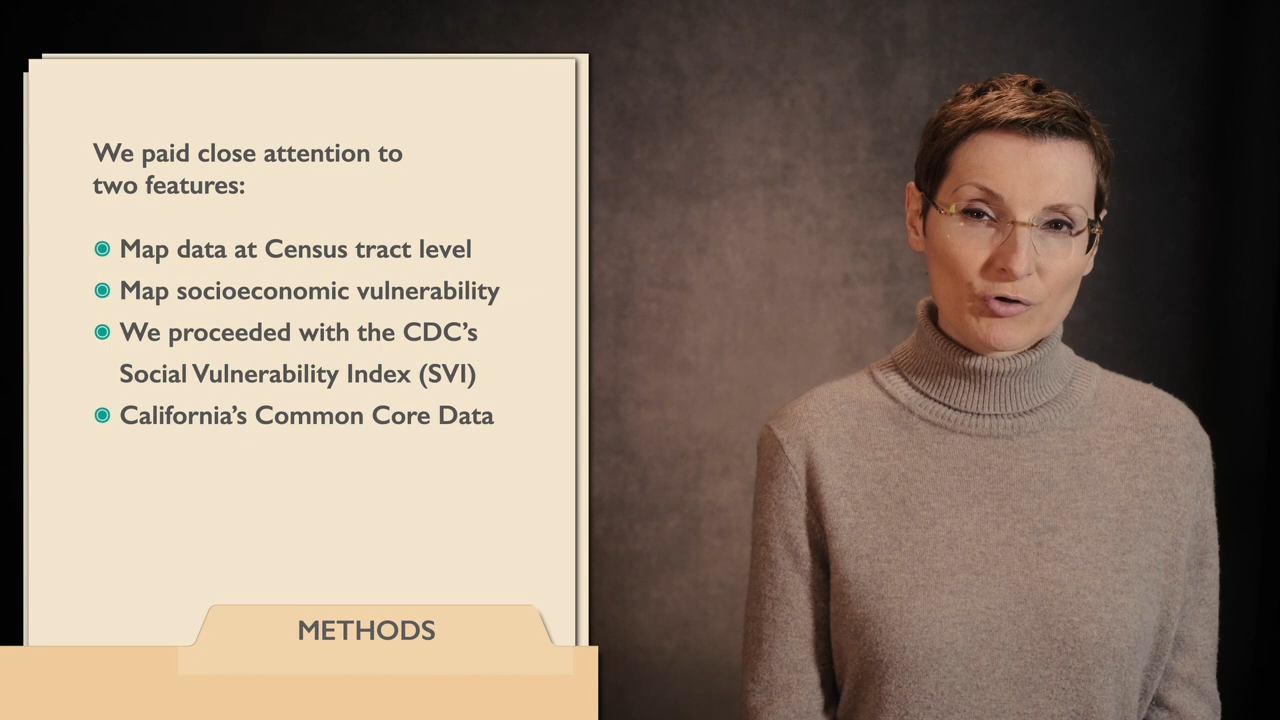 We paid close attention to
two features:
Map data at Census tract level
Map socioeconomic vulnerability
We proceeded with the CDC's
Social Vulnerability Index (SVI)
California's Common Core Data
METHODS